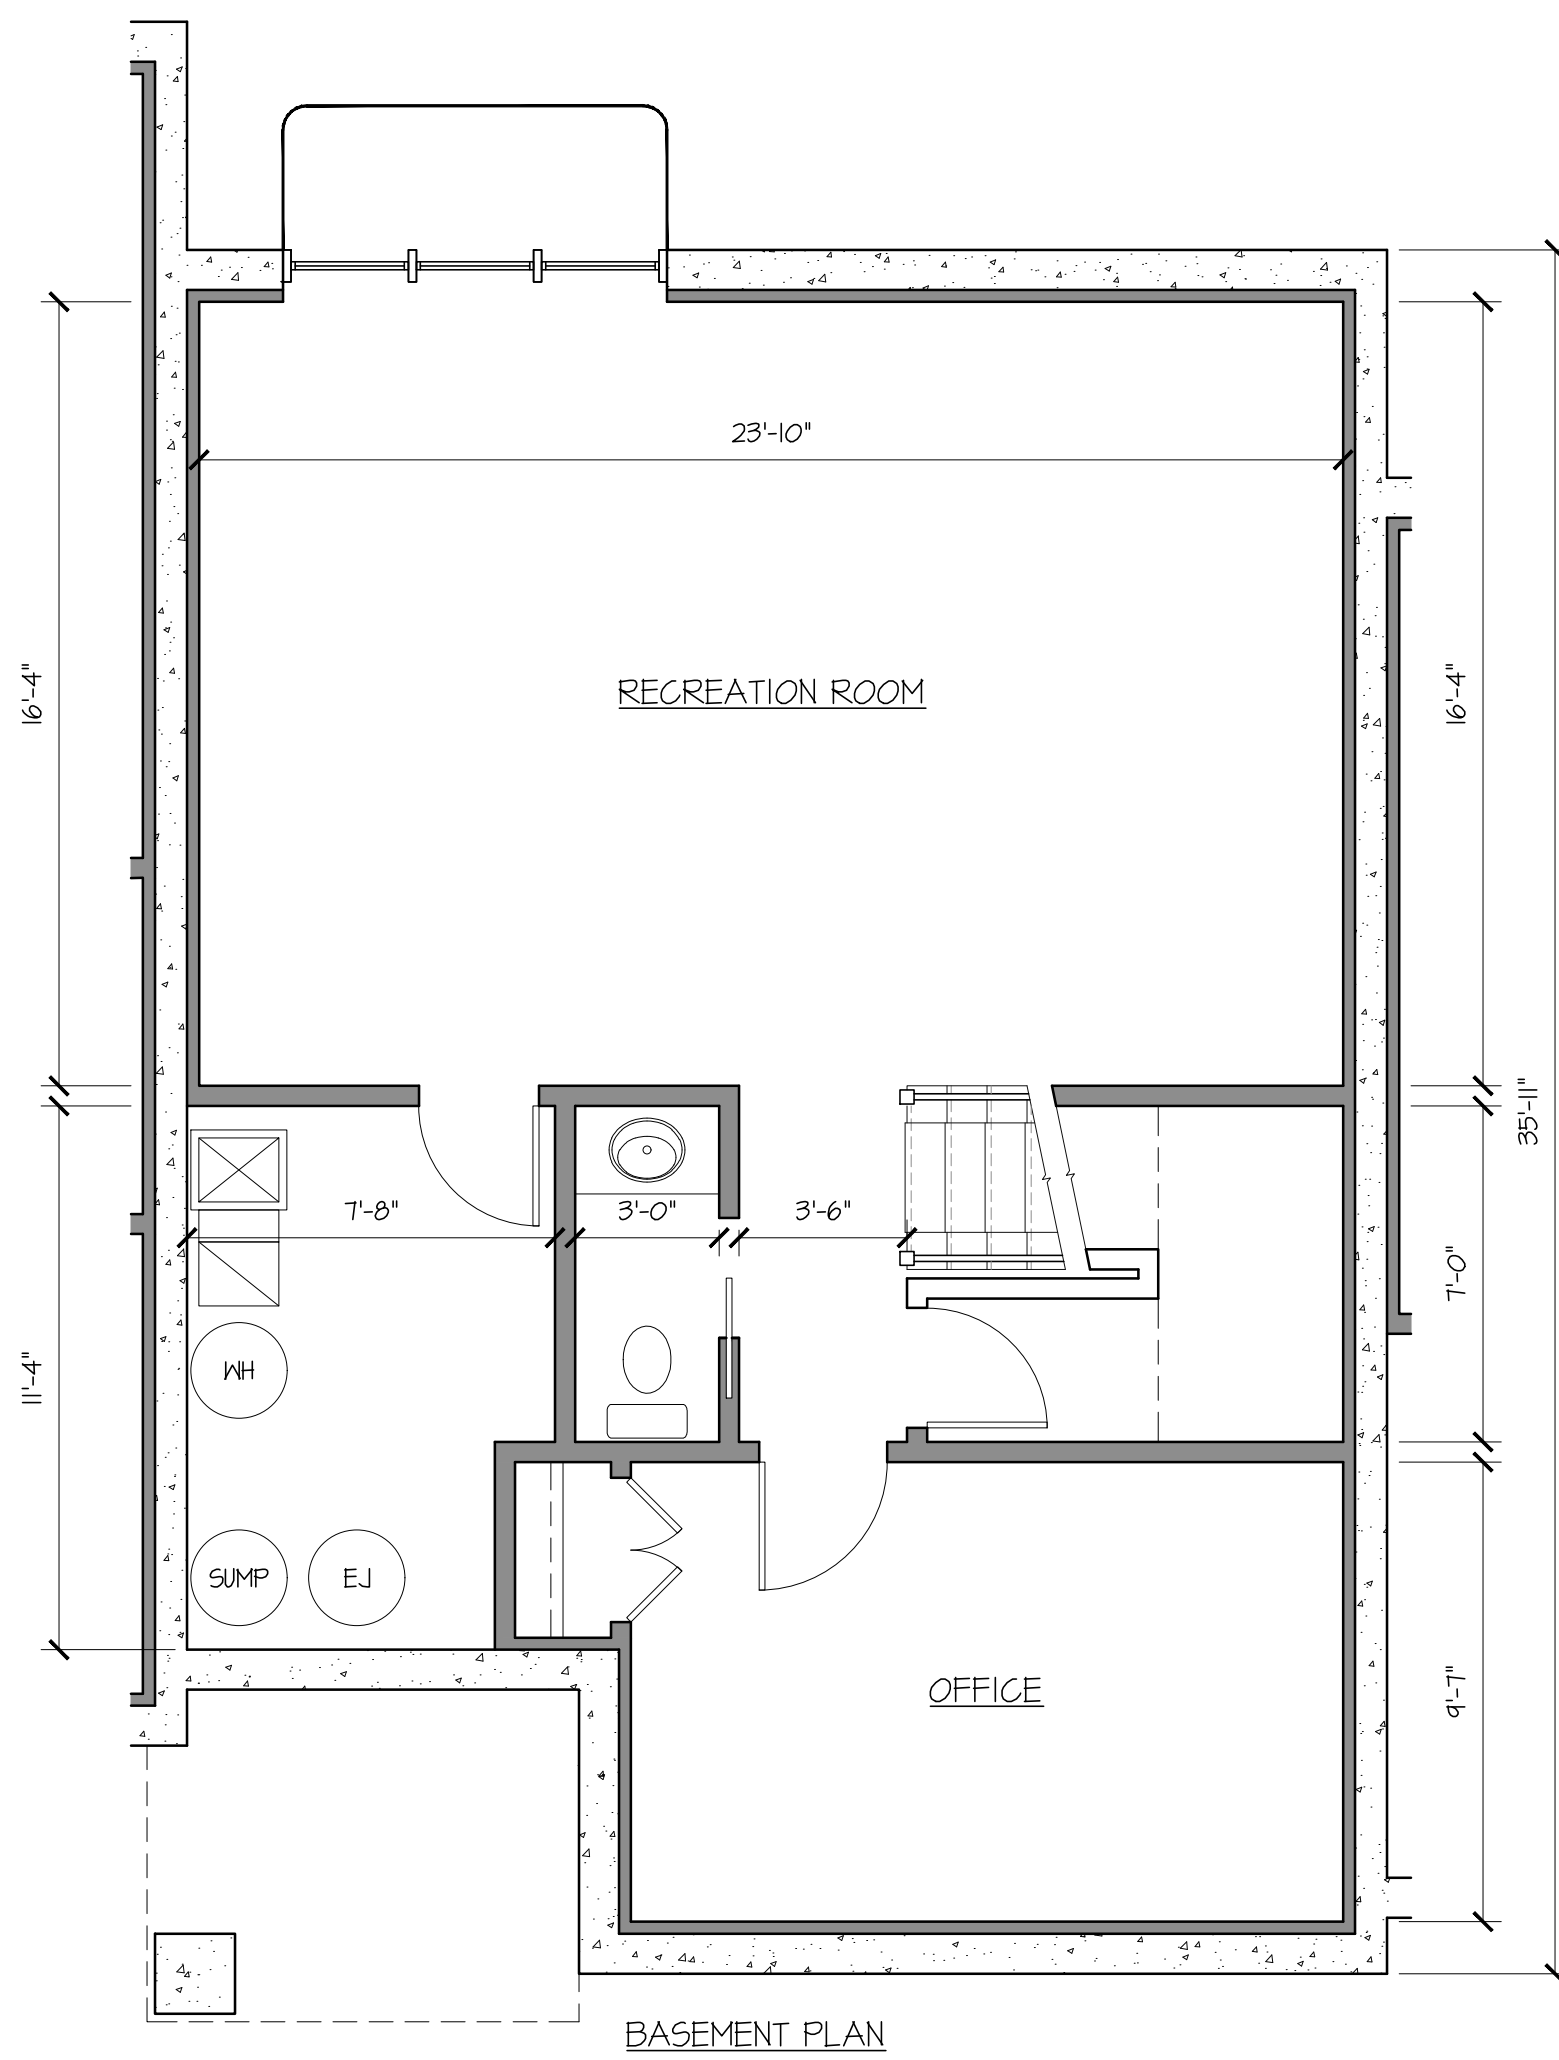 23'-10"
16'-4"
16'-4"
RECREATION ROOM
35'-11"
7'-8"
3'-0"
3'-6"
7'-0"
11'-4"
WH
SUMP
EJ
9'-7"
OFFICE
BASEMENT PLAN